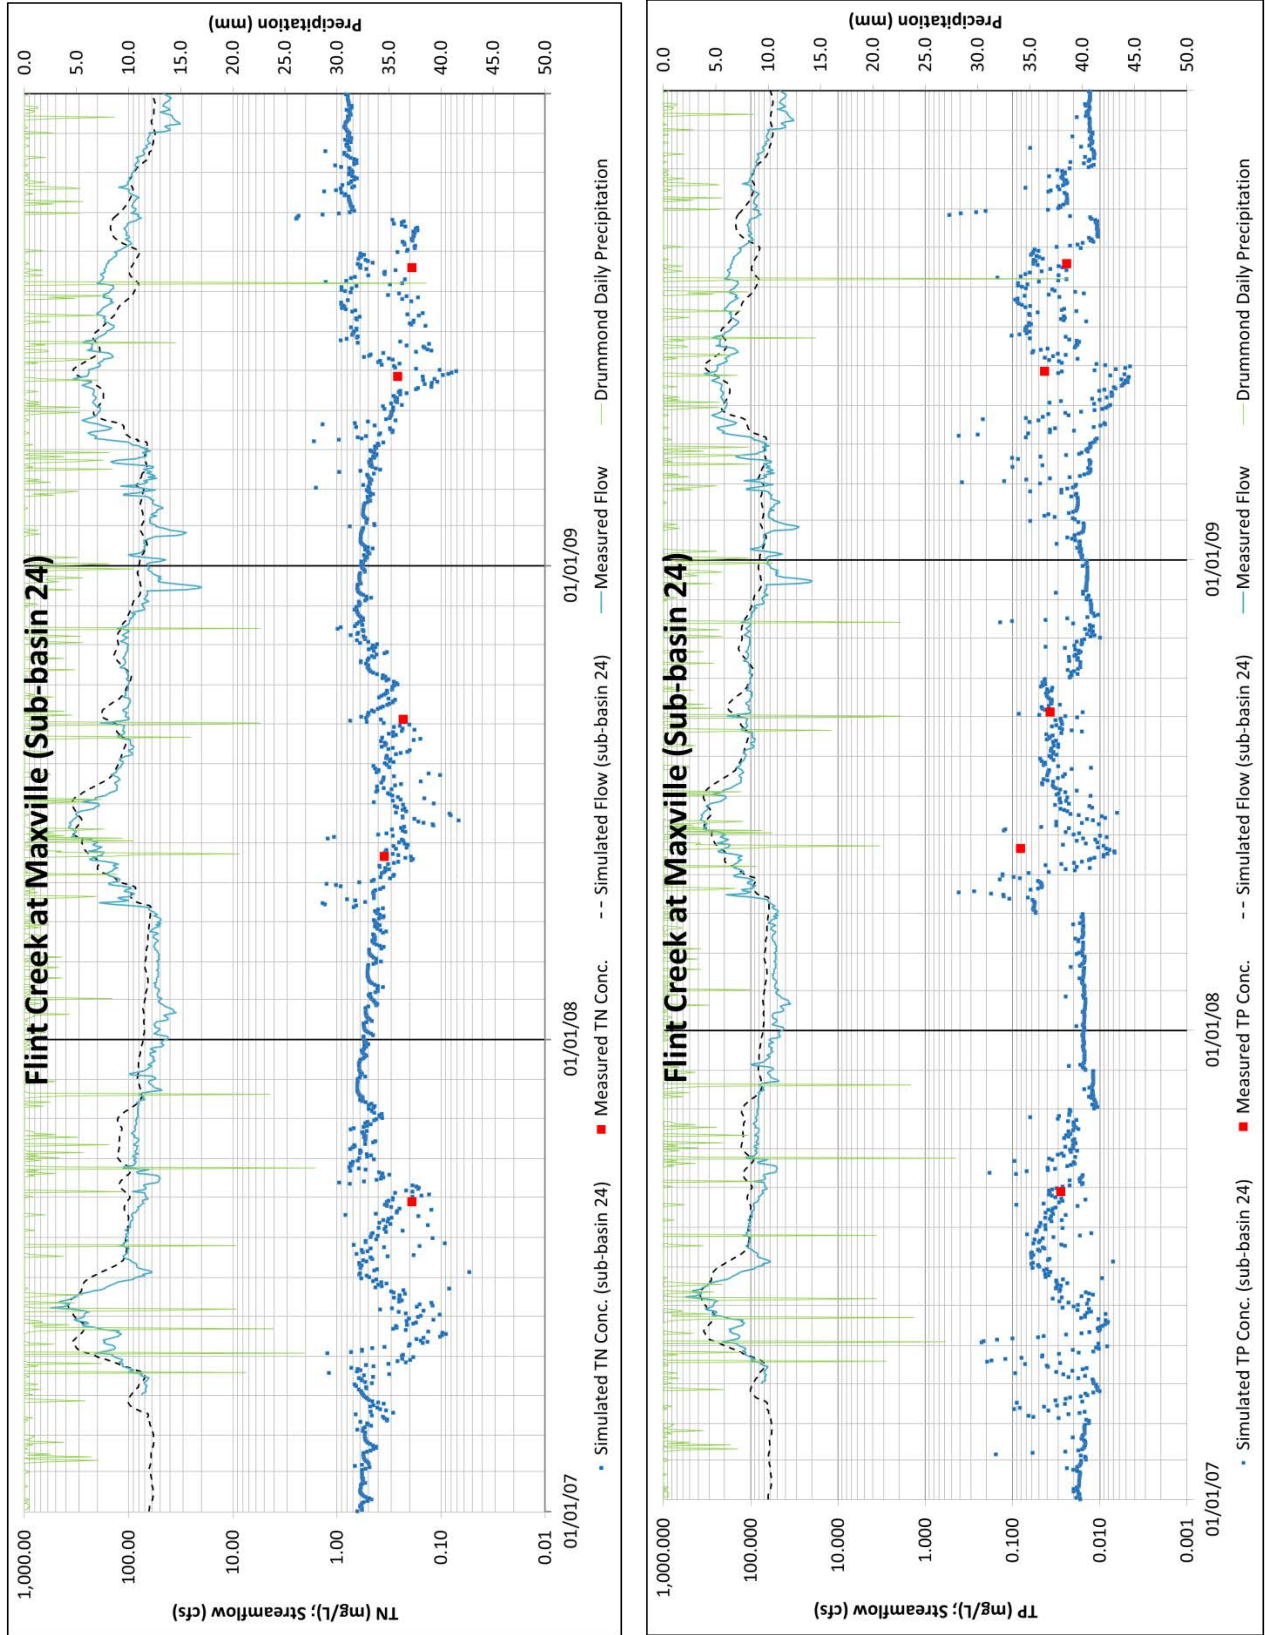 Flint Creek at Maxville (Sub-basin 24)
TN (mg/L); Streamflow (cfs)
1,000.00
100.00
10.00
1.00
0.10
0.01
Precipitation (mm)
0.0
5.0
10.0
15.0
20.0
25.0
30.0
35.0
40.0
45.0
50.0
01/01/07
01/01/08
01/01/09
Simulated TN Conc. (sub-basin 24)
Measured TN Conc.
Simulated Flow (sub-basin 24)
Measured Flow
Drummond Daily Precipitation
Flint Creek at Maxville (Sub-basin 24)
TP (mg/L); Streamflow (cfs)
1,000.000
100.000
10.000
1.000
0.100
0.010
0.001
Precipitation (mm)
0.0
5.0
10.0
15.0
20.0
25.0
30.0
35.0
40.0
45.0
50.0
01/01/07
01/01/08
01/01/09
Simulated TP Conc. (sub-basin 24)
Measured TP Conc.
Simulated Flow (sub-basin 24)
Measured Flow
Drummond Daily Precipitation